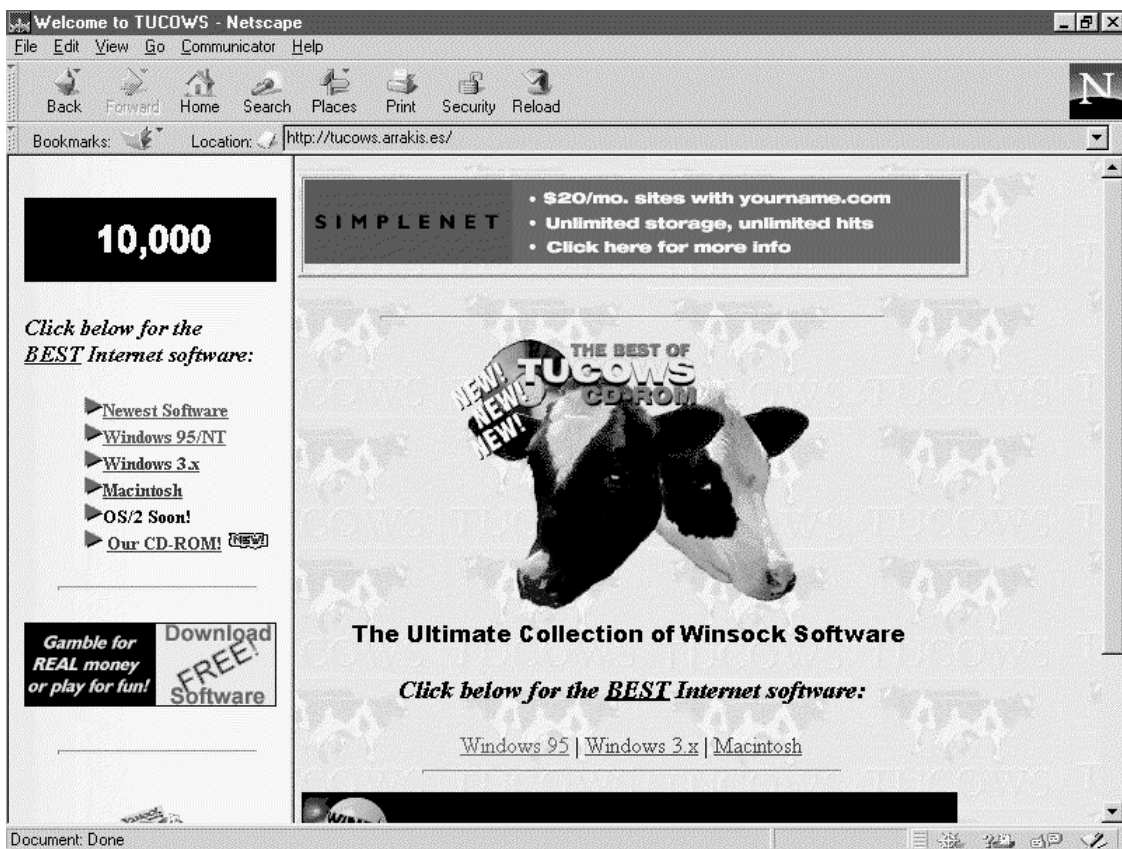 Welcome to TUCOWS - Netscape
File Edit View Go Communicator Help
Back Forward Home Search Places Print Security Reload
N
Bookmarks: Location: http://tucows.arrakis.es/
10,000
Click below for the
BEST Internet software:
Newest Software
Windows 95/NT
Windows 3.x
Macintosh
OS/2 Soon!
Our CD-ROM! NEW!
Gamble for
REAL money
or play for fun!
Download
FREE!
Software
SIMPLENET
• $20/mo. sites with yourname.com
• Unlimited storage, unlimited hits
• Click here for more info
NEW!
NEW!
NEW!
THE BEST OF
TUCOWS
CD-ROM
The Ultimate Collection of Winsock Software
Click below for the BEST Internet software:
Windows 95 | Windows 3.x | Macintosh
Document: Done